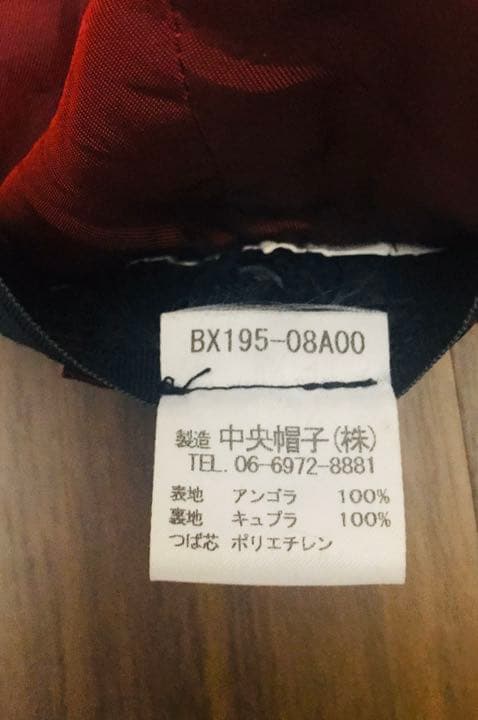 BX195-08A00
製造 中央帽子(株)
TEL. 06-6972-8881
表地 アンゴラ 100%
裏地 キュプラ 100%
つば芯 ポリエチレン